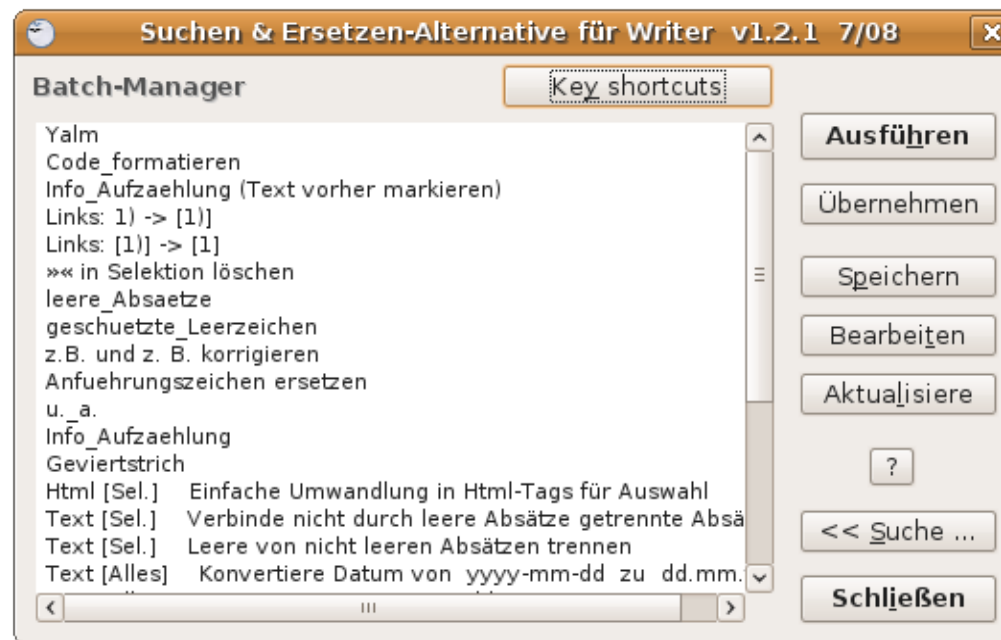 Suchen & Ersetzen-Alternative für Writer v1.2.1 7/08
Batch-Manager
Key shortcuts
Yalm
Code_formatieren
Info_Aufzaehlung (Text vorher markieren)
Links: 1) -> [1)]
Links: [1)] -> [1]
»« in Selektion löschen
leere_Absaetze
geschuetzte_Leerzeichen
z.B. und z. B. korrigieren
Anfuehrungszeichen ersetzen
u._a.
Info_Aufzaehlung
Geviertstrich
Html [Sel.] Einfache Umwandlung in Html-Tags für Auswahl
Text [Sel.] Verbinde nicht durch leere Absätze getrennte Absä
Text [Sel.] Leere von nicht leeren Absätzen trennen
Text [Alles] Konvertiere Datum von yyyy-mm-dd zu dd.mm.
Ausführen
Übernehmen
Speichern
Bearbeiten
Aktualisiere
?
<< Suche ...
Schließen